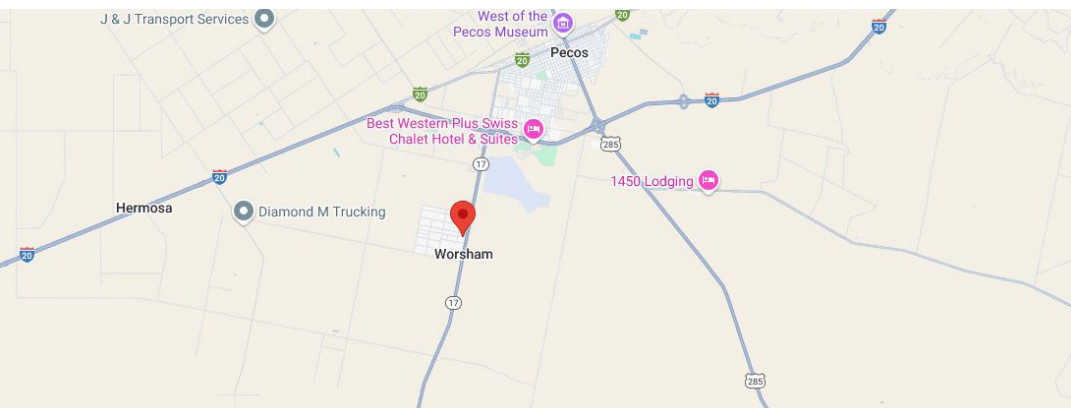 J & J Transport Services
West of the
Pecos Museum
20
Pecos
20
20
20
20
Best Western Plus Swiss
Chalet Hotel & Suites
285
17
20
1450 Lodging
Hermosa
Diamond M Trucking
Worsham
20
17
285